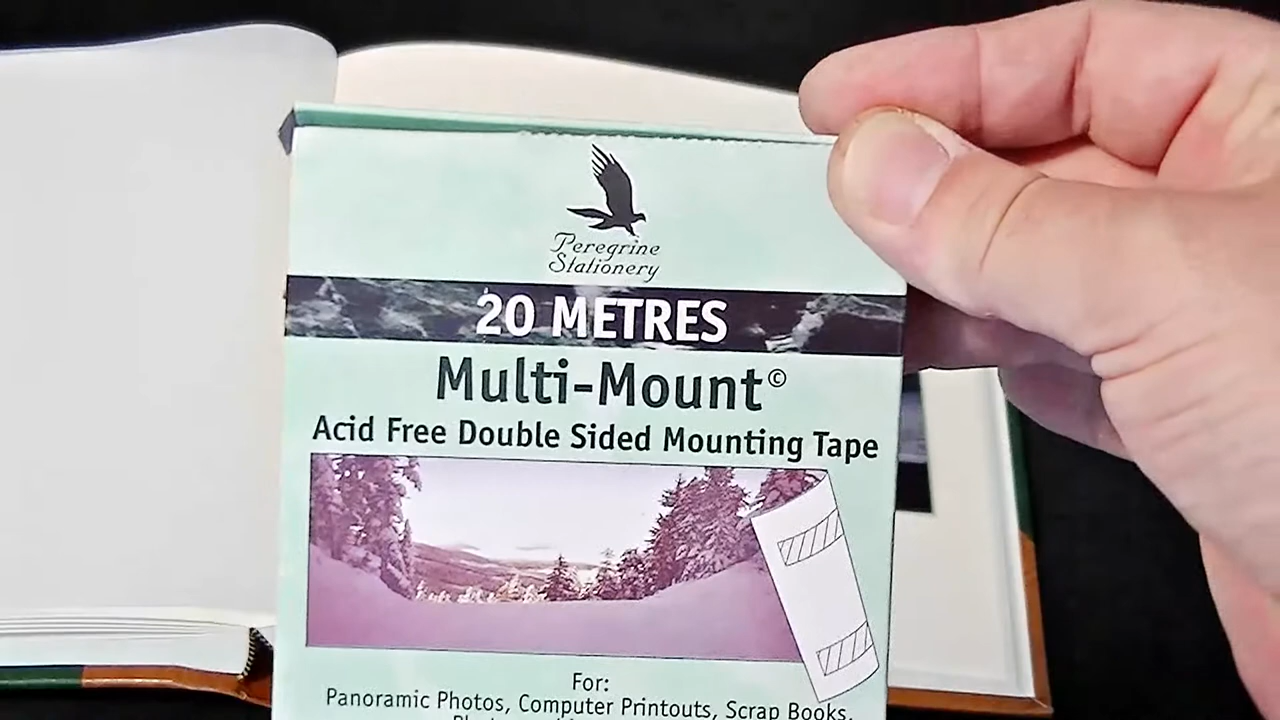 Peregrine
Stationery
20 METRES
Multi-Mount©
Acid Free Double Sided Mounting Tape
For:
Panoramic Photos, Computer Printouts, Scrap Books,